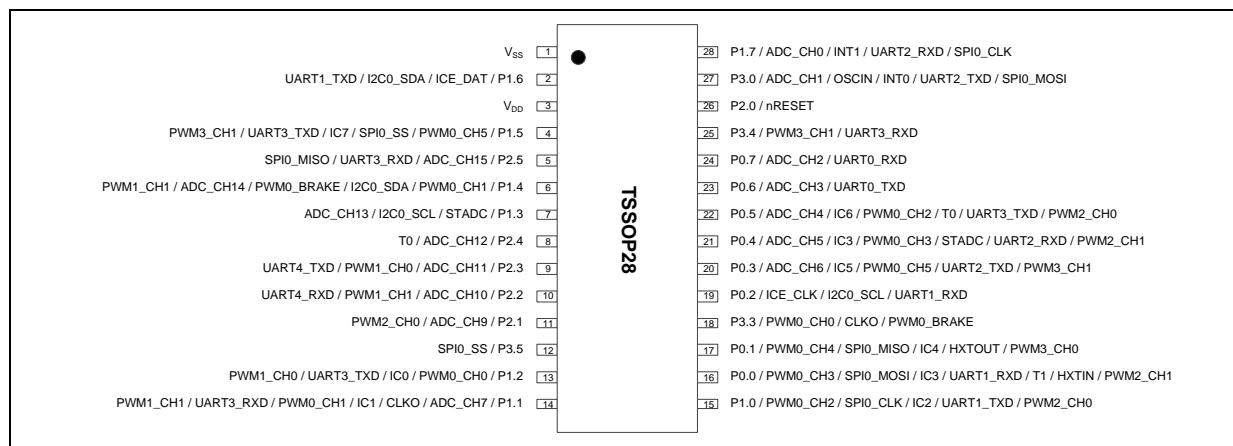 V_SS 1
UART1_TXD / I2C0_SDA / ICE_DAT / P1.6 2
V_DD 3
PWM3_CH1 / UART3_TXD / IC7 / SPI0_SS / PWM0_CH5 / P1.5 4
SPI0_MISO / UART3_RXD / ADC_CH15 / P2.5 5
PWM1_CH1 / ADC_CH14 / PWM0_BRAKE / I2C0_SDA / PWM0_CH1 / P1.4 6
ADC_CH13 / I2C0_SCL / STADC / P1.3 7
T0 / ADC_CH12 / P2.4 8
UART4_TXD / PWM1_CH0 / ADC_CH11 / P2.3 9
UART4_RXD / PWM1_CH1 / ADC_CH10 / P2.2 10
PWM2_CH0 / ADC_CH9 / P2.1 11
SPI0_SS / P3.5 12
PWM1_CH0 / UART3_TXD / IC0 / PWM0_CH0 / P1.2 13
PWM1_CH1 / UART3_RXD / PWM0_CH1 / IC1 / CLKO / ADC_CH7 / P1.1 14
TSSOP28
28 P1.7 / ADC_CH0 / INT1 / UART2_RXD / SPI0_CLK
27 P3.0 / ADC_CH1 / OSCIN / INT0 / UART2_TXD / SPI0_MOSI
26 P2.0 / nRESET
25 P3.4 / PWM3_CH1 / UART3_RXD
24 P0.7 / ADC_CH2 / UART0_RXD
23 P0.6 / ADC_CH3 / UART0_TXD
22 P0.5 / ADC_CH4 / IC6 / PWM0_CH2 / T0 / UART3_TXD / PWM2_CH0
21 P0.4 / ADC_CH5 / IC3 / PWM0_CH3 / STADC / UART2_RXD / PWM2_CH1
20 P0.3 / ADC_CH6 / IC5 / PWM0_CH5 / UART2_TXD / PWM3_CH1
19 P0.2 / ICE_CLK / I2C0_SCL / UART1_RXD
18 P3.3 / PWM0_CH0 / CLKO / PWM0_BRAKE
17 P0.1 / PWM0_CH4 / SPI0_MISO / IC4 / HXTOUT / PWM3_CH0
16 P0.0 / PWM0_CH3 / SPI0_MOSI / IC3 / UART1_RXD / T1 / HXTIN / PWM2_CH1
15 P1.0 / PWM0_CH2 / SPI0_CLK / IC2 / UART1_TXD / PWM2_CH0